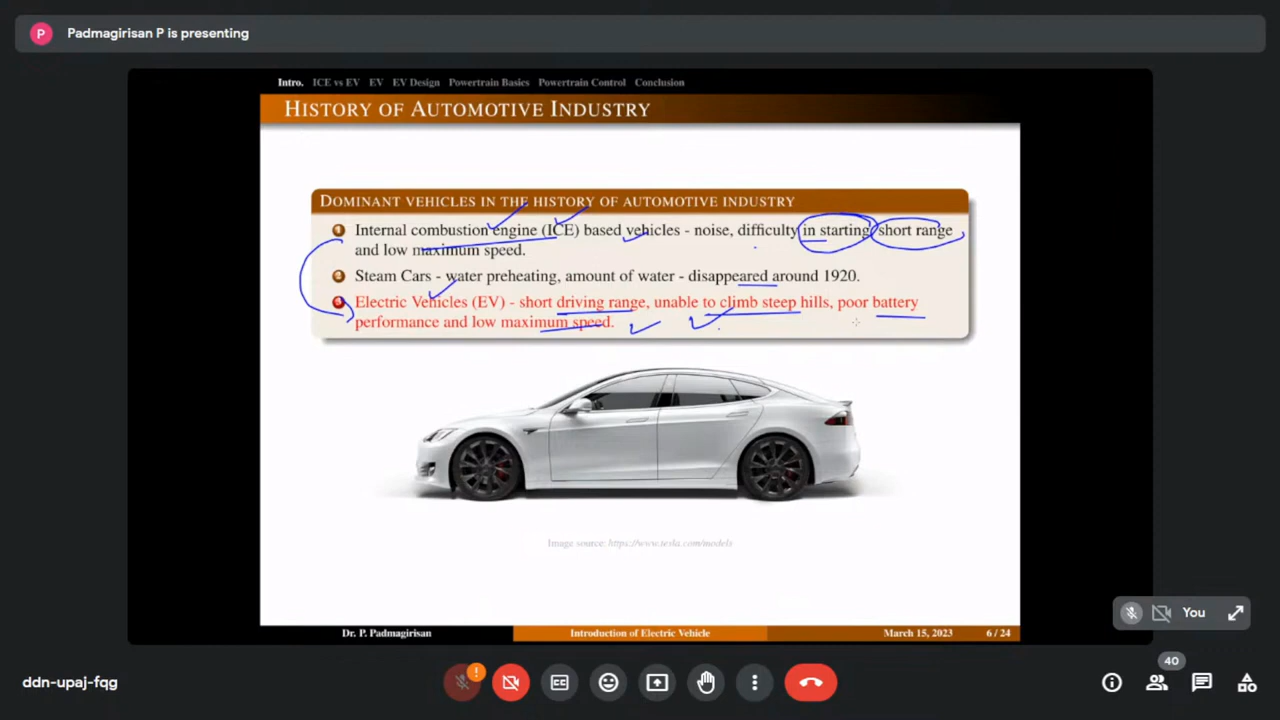 P
Padmagirisan P is presenting
Intro. ICE vs EV EV EV Design Powertrain Basics Powertrain Control Conclusion
HISTORY OF AUTOMOTIVE INDUSTRY
DOMINANT VEHICLES IN THE HISTORY OF AUTOMOTIVE INDUSTRY
1 Internal combustion engine (ICE) based vehicles - noise, difficulty in starting, short range
and low maximum speed.
2 Steam Cars - water preheating, amount of water - disappeared around 1920.
3 Electric Vehicles (EV) - short driving range, unable to climb steep hills, poor battery
performance and low maximum speed.
Image source: https://www.tesla.com/models
You
Dr. P. Padmagirisan Introduction of Electric Vehicle March 15, 2023 6 / 24
40
ddn-upaj-fqg